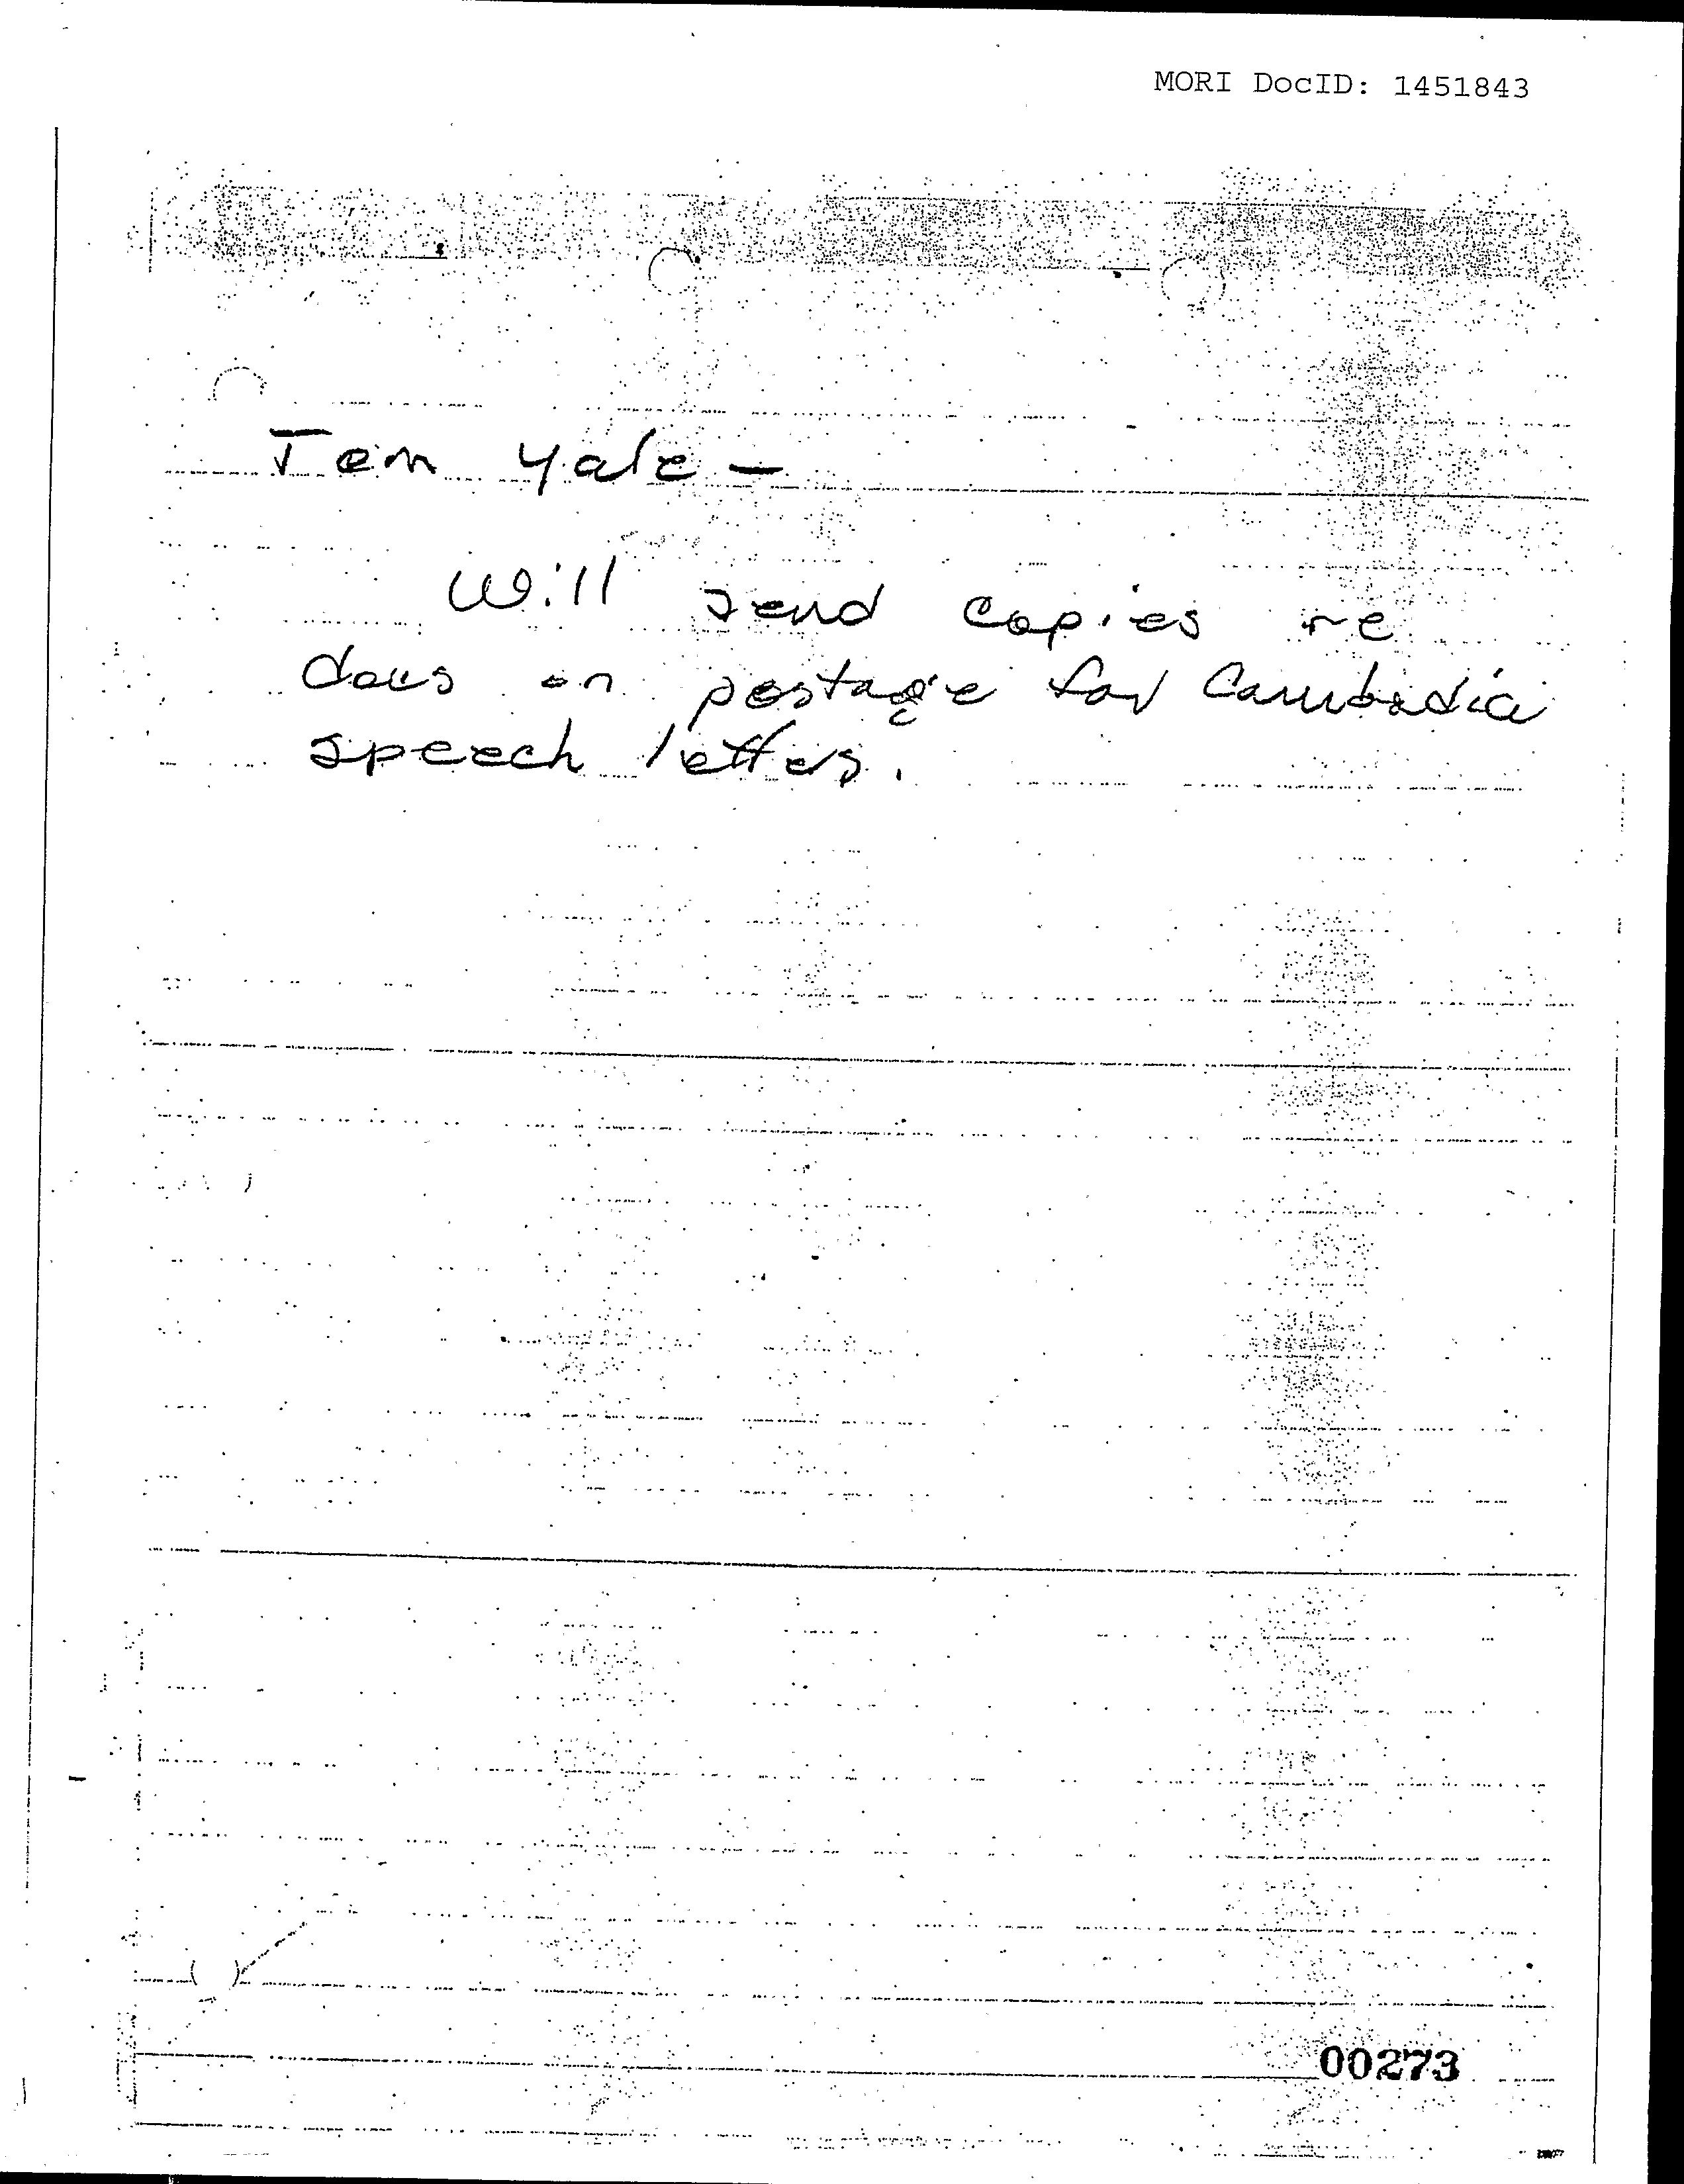 MORI DocID: 1451843
Tom Yale -
Will send copies re
docs on postage for Cambodia
speech letters.
00273